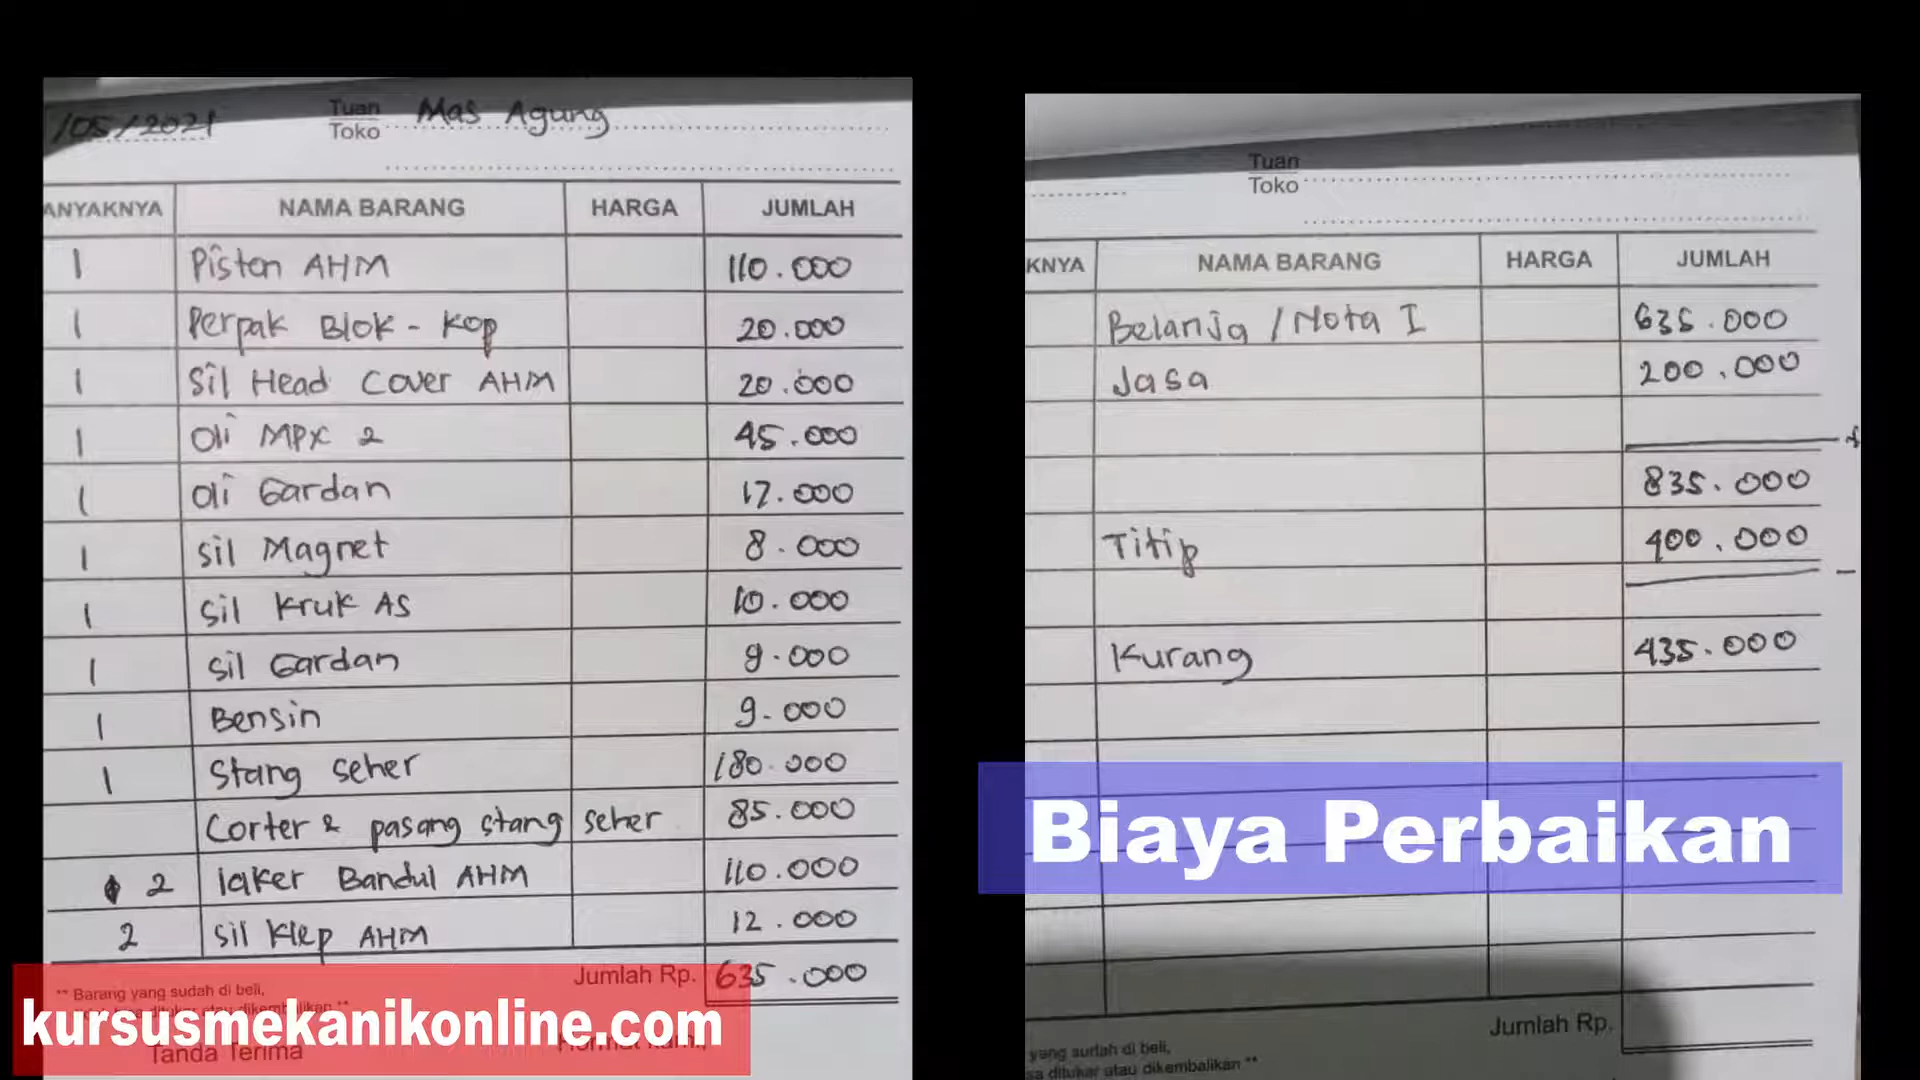 /05/2021 Tuan Toko Mas Agung
ANYAKNYA NAMA BARANG HARGA JUMLAH
1 Piston AHM 110.000
1 Perpak Blok - Kop 20.000
1 Sil Head Cover AHM 20.000
1 Oli MPX 2 45.000
1 Oli Gardan 17.000
1 Sil Magnet 8.000
1 Sil Kruk AS 10.000
1 Sil Gardan 9.000
1 Bensin 9.000
1 Stang seher 180.000
Corter & pasang stang seher 85.000
2 laker Bandul AHM 110.000
2 Sil Klep AHM 12.000
Jumlah Rp. 635.000
** Barang yang sudah di beli,
kursusmekanikonline.com
Tanda Terima
Tuan Toko
KNYA NAMA BARANG HARGA JUMLAH
Belanja / Nota I 635.000
Jasa 200.000
+
835.000
Titip 400.000
-
Kurang 435.000
Biaya Perbaikan
Jumlah Rp.
yang sudah di beli,
sa ditukar atau dikembalikan **